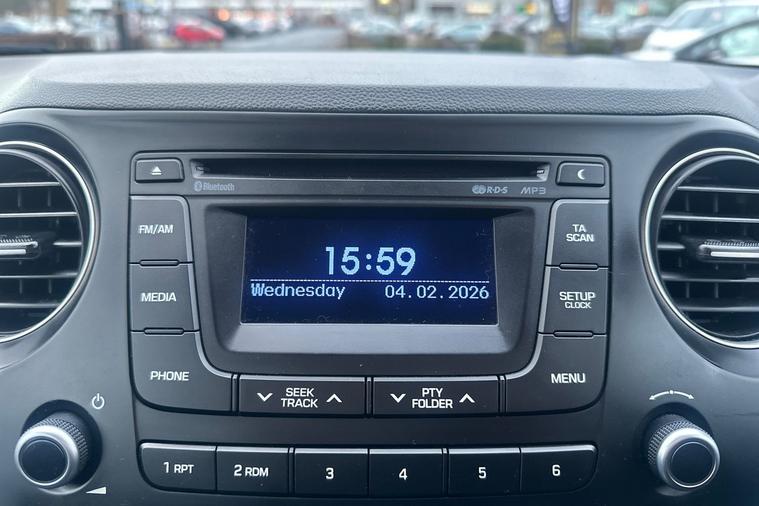 Bluetooth
R·D·S MP3
FM/AM
MEDIA
PHONE
15:59
Wednesday 04.02.2026
TA
SCAN
SETUP
CLOCK
MENU
SEEK
TRACK
PTY
FOLDER
1 RPT
2 RDM
3
4
5
6